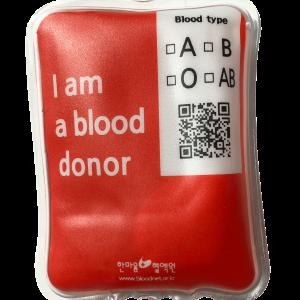 Blood type
□ A □ B
□ O □ AB
I am
a blood
donor
한마음 혈액원
www.bloodnet.or.kr